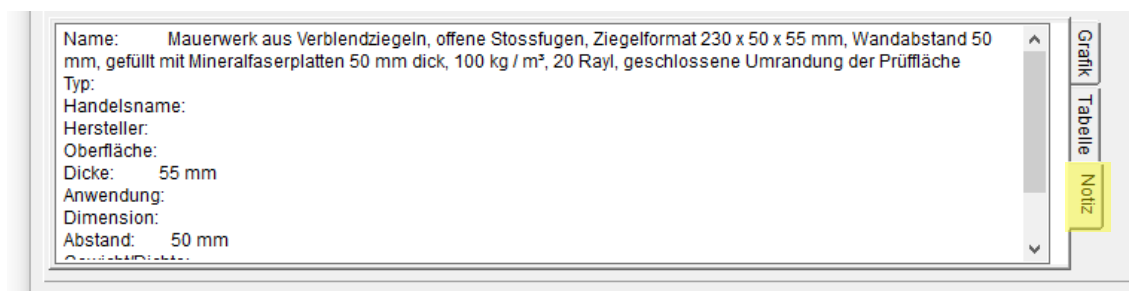 Name: Mauerwerk aus Verblendziegeln, offene Stossfugen, Ziegelformat 230 x 50 x 55 mm, Wandabstand 50
mm, gefüllt mit Mineralfaserplatten 50 mm dick, 100 kg / m³, 20 Rayl, geschlossene Umrandung der Prüffläche
Typ:
Handelsname:
Hersteller:
Oberfläche:
Dicke: 55 mm
Anwendung:
Dimension:
Abstand: 50 mm
Grafik
Tabelle
Notiz